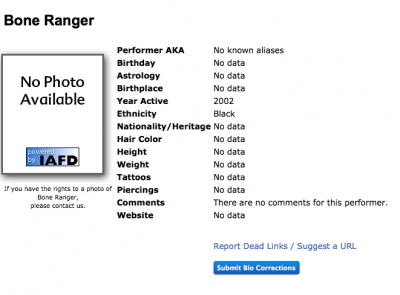 Bone Ranger
No Photo
Available
powered
by IAFD
If you have the rights to a photo of
Bone Ranger,
please contact us.
Performer AKA No known aliases
Birthday No data
Astrology No data
Birthplace No data
Year Active 2002
Ethnicity Black
Nationality/Heritage No data
Hair Color No data
Height No data
Weight No data
Tattoos No data
Piercings No data
Comments There are no comments for this performer.
Website No data
Report Dead Links / Suggest a URL
Submit Bio Corrections